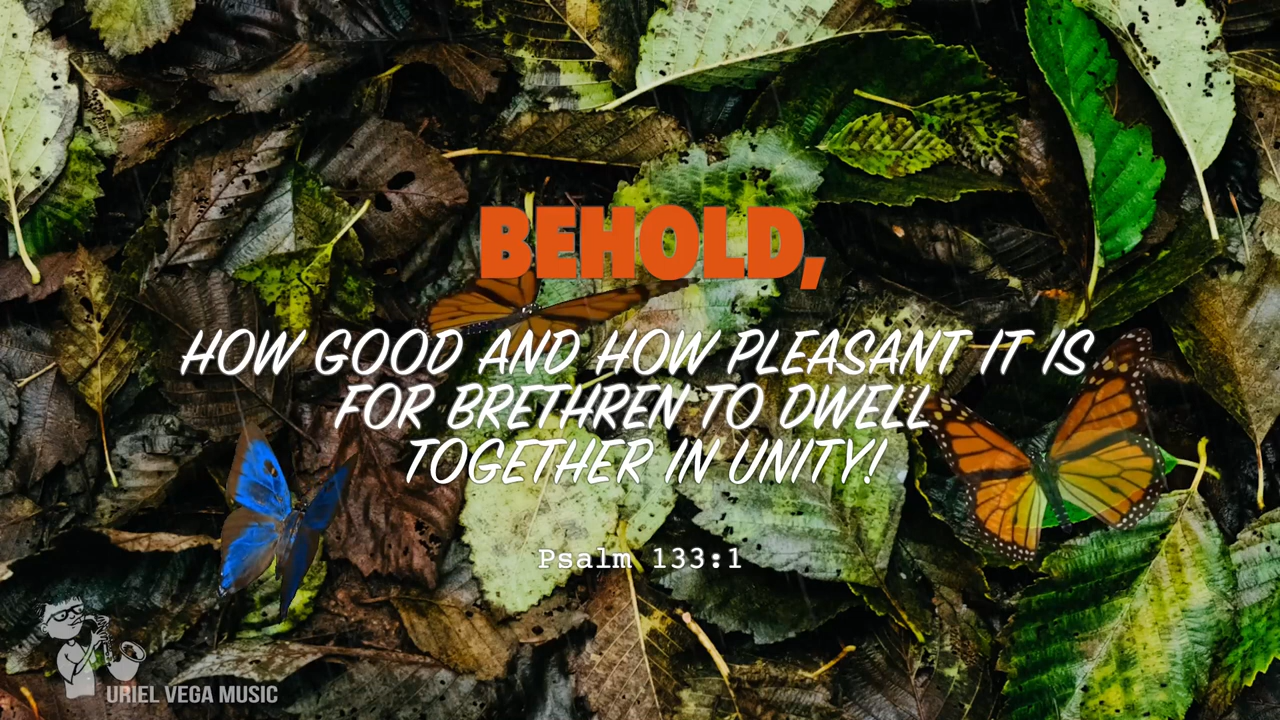 BEHOLD,
HOW GOOD AND HOW PLEASANT IT IS
FOR BRETHREN TO DWELL
TOGETHER IN UNITY!
Psalm 133:1
URIEL VEGA MUSIC